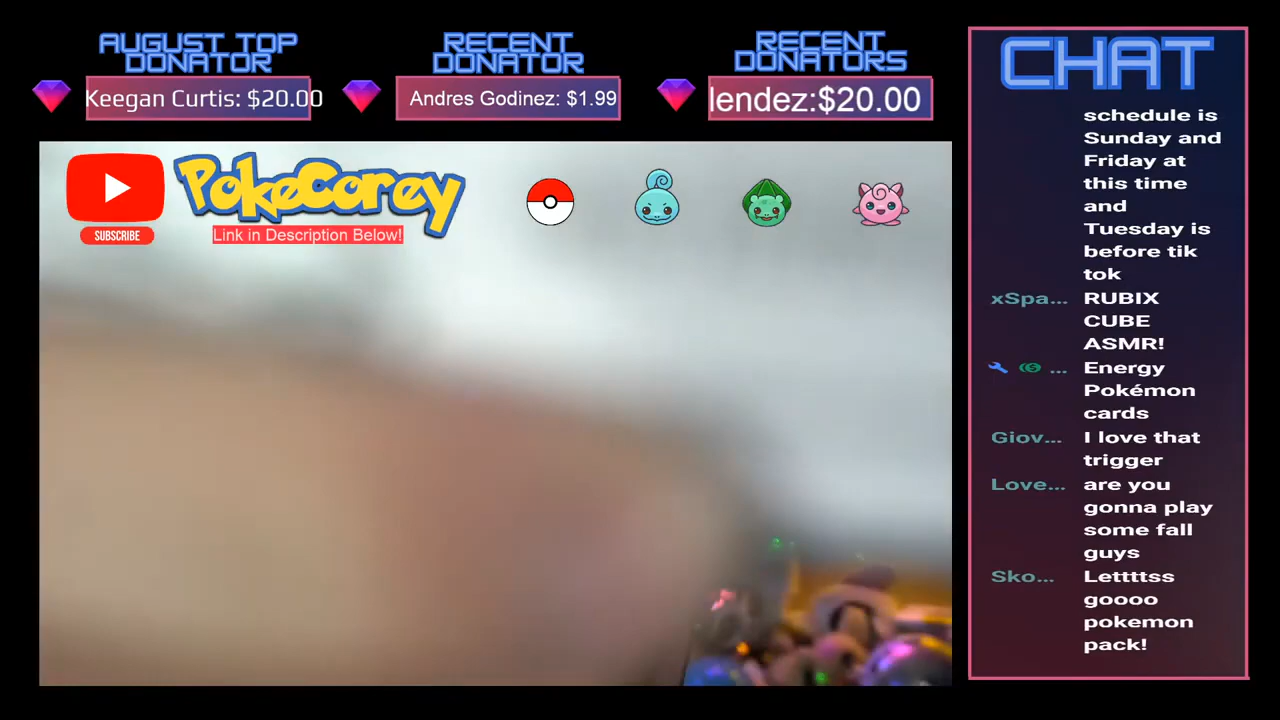 AUGUST TOP
DONATOR
Keegan Curtis: $20.00
RECENT
DONATOR
Andres Godinez: $1.99
RECENT
DONATORS
lendez:$20.00
SUBSCRIBE
PokeCorey
Link in Description Below!
CHAT
schedule is
Sunday and
Friday at
this time
and
Tuesday is
before tik
tok
xSpa... RUBIX
CUBE
ASMR!
... Energy
Pokémon
cards
Giov... I love that
trigger
Love... are you
gonna play
some fall
guys
Sko... Lettttss
goooo
pokemon
pack!